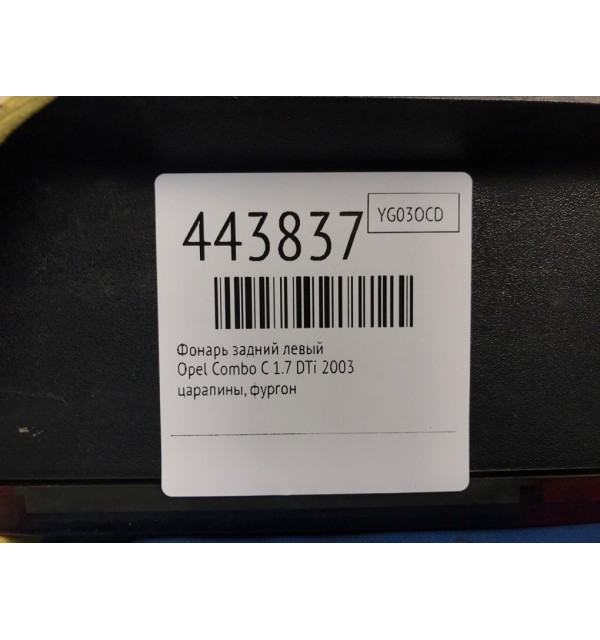 443837
YG03OCD
Фонарь задний левый
Opel Combo C 1.7 DTi 2003
царапины, фургон